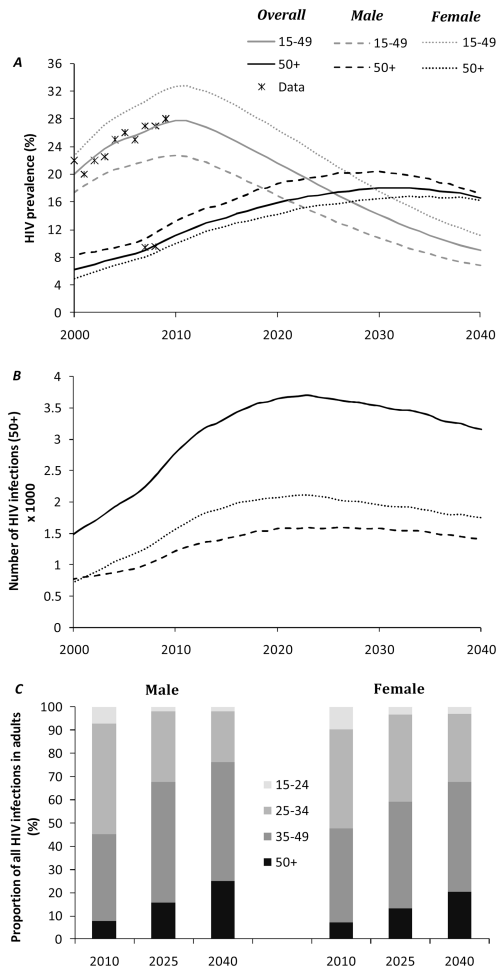 Overall Male Female
15-49 15-49 15-49
50+ 50+ 50+
Data
A
HIV prevalence (%)
36
32
28
24
20
16
12
8
4
0
2000 2010 2020 2030 2040
B
Number of HIV infections (50+)
x 1000
4
3.5
3
2.5
2
1.5
1
0.5
0
2000 2010 2020 2030 2040
C
Male Female
Proportion of all HIV infections in adults
(%)
100
90
80
70
60
50
40
30
20
10
0
15-24
25-34
35-49
50+
2010 2025 2040 2010 2025 2040